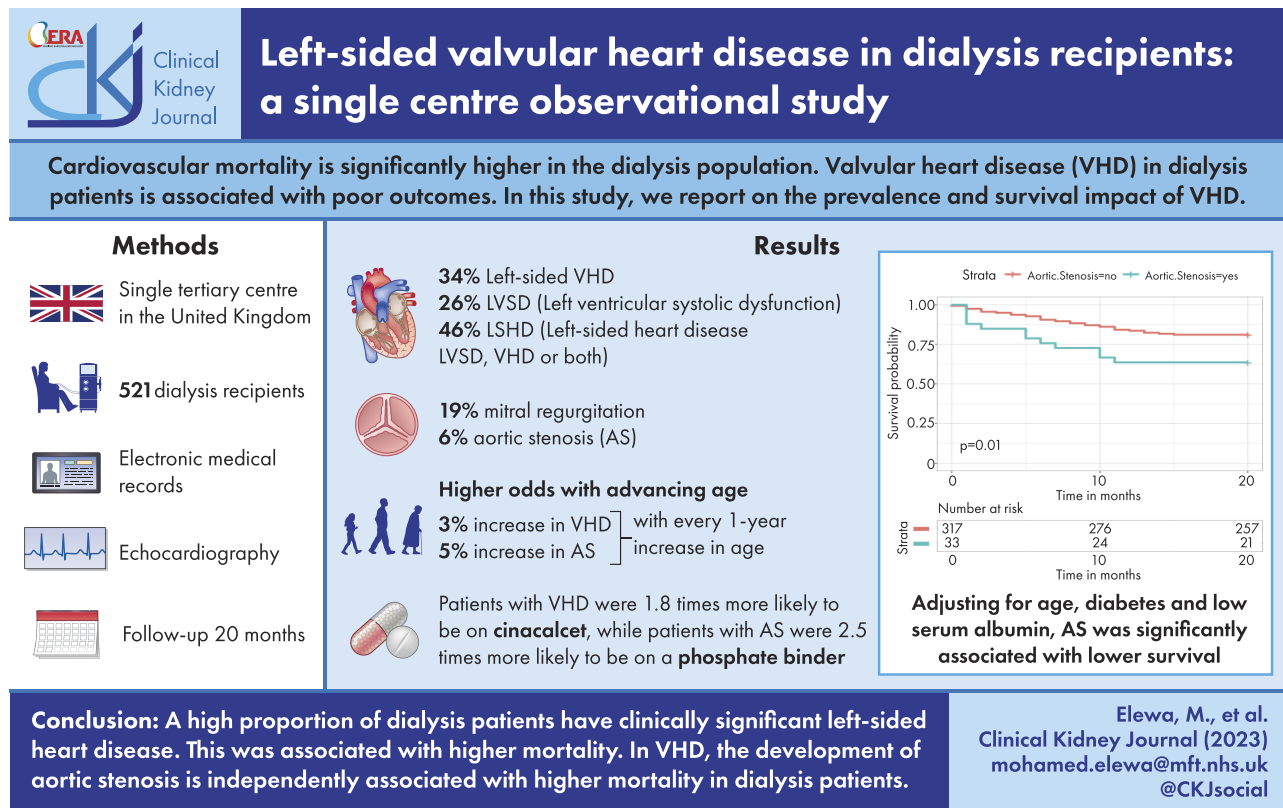 ERA
CKJ
Clinical
Kidney
Journal
Left-sided valvular heart disease in dialysis recipients:
a single centre observational study
Cardiovascular mortality is significantly higher in the dialysis population. Valvular heart disease (VHD) in dialysis
patients is associated with poor outcomes. In this study, we report on the prevalence and survival impact of VHD.
Methods
Single tertiary centre
in the United Kingdom
521 dialysis recipients
Electronic medical
records
Echocardiography
Follow-up 20 months
Results
34% Left-sided VHD
26% LVSD (Left ventricular systolic dysfunction)
46% LSHD (Left-sided heart disease
LVSD, VHD or both)
19% mitral regurgitation
6% aortic stenosis (AS)
Higher odds with advancing age
3% increase in VHD
5% increase in AS
with every 1-year
increase in age
Patients with VHD were 1.8 times more likely to
be on cinacalcet, while patients with AS were 2.5
times more likely to be on a phosphate binder
Strata Aortic.Stenosis=no Aortic.Stenosis=yes
Survival probability
1.00
0.75
0.50
0.25
0
p=0.01
0 10 20
Time in months
Number at risk
Strata
317 276 257
33 24 21
0 10 20
Time in months
Adjusting for age, diabetes and low
serum albumin, AS was significantly
associated with lower survival
Conclusion: A high proportion of dialysis patients have clinically significant left-sided
heart disease. This was associated with higher mortality. In VHD, the development of
aortic stenosis is independently associated with higher mortality in dialysis patients.
Elewa, M., et al.
Clinical Kidney Journal (2023)
mohamed.elewa@mft.nhs.uk
@CKJsocial